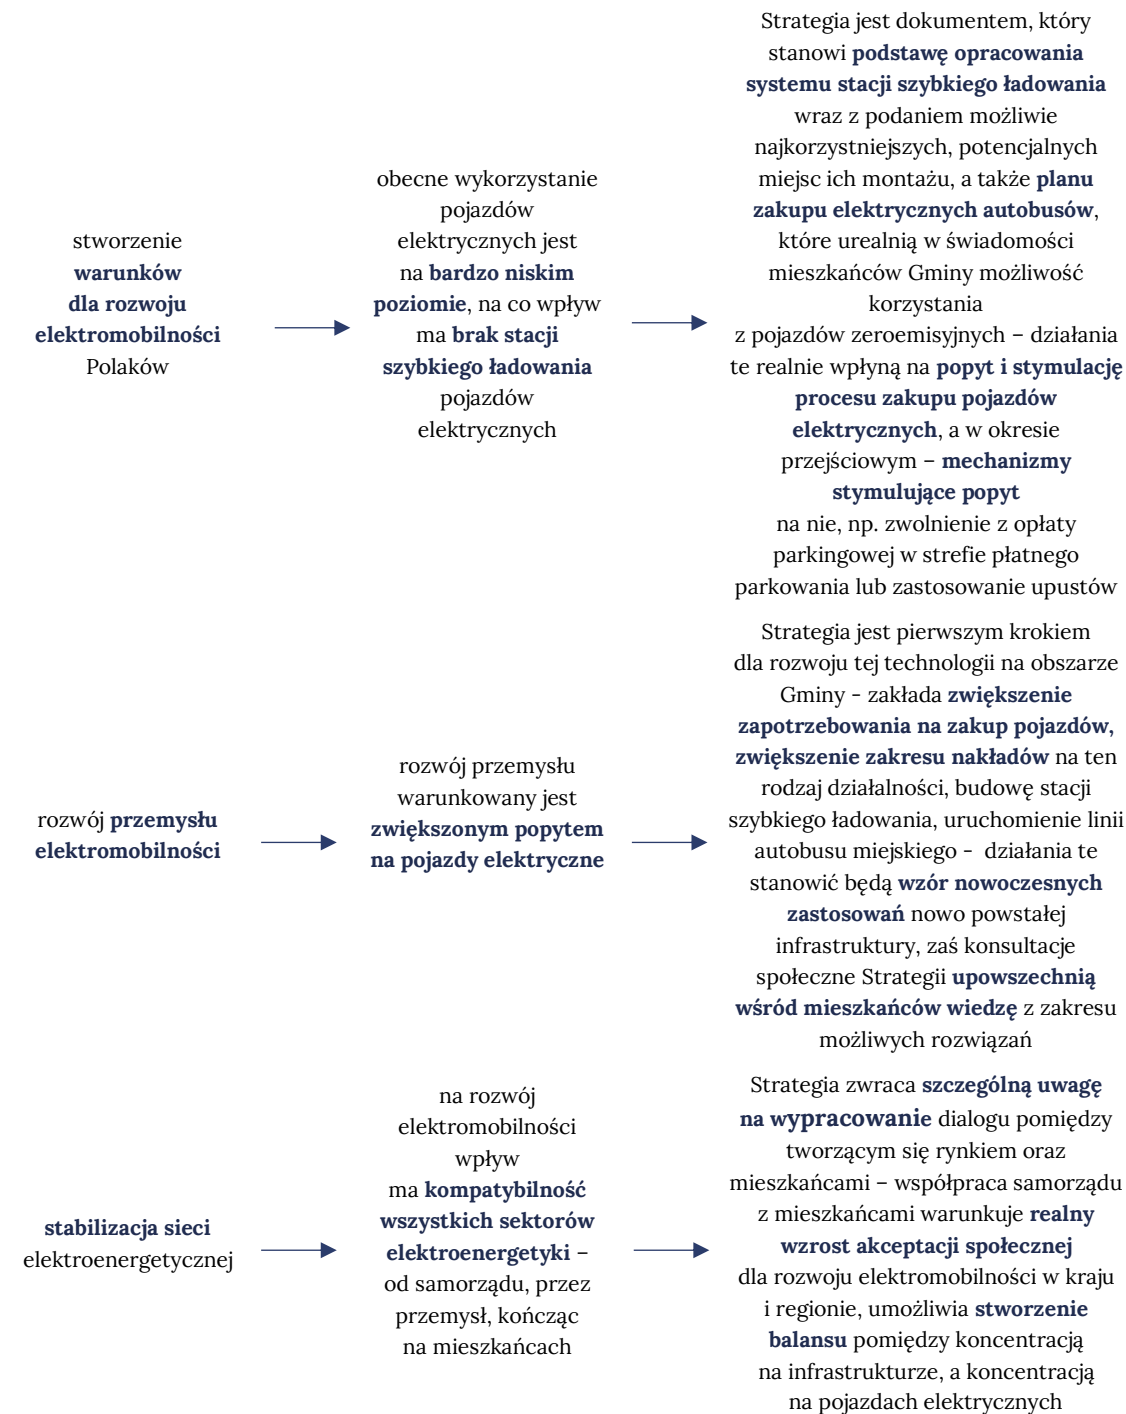 stworzenie
warunków
dla rozwoju
elektromobilności
Polaków
obecne wykorzystanie
pojazdów
elektrycznych jest
na bardzo niskim
poziomie, na co wpływ
ma brak stacji
szybkiego ładowania
pojazdów
elektrycznych
Strategia jest dokumentem, który
stanowi podstawę opracowania
systemu stacji szybkiego ładowania
wraz z podaniem możliwie
najkorzystniejszych, potencjalnych
miejsc ich montażu, a także planu
zakupu elektrycznych autobusów,
które urealnią w świadomości
mieszkańców Gminy możliwość
korzystania
z pojazdów zeroemisyjnych – działania
te realnie wpłyną na popyt i stymulację
procesu zakupu pojazdów
elektrycznych, a w okresie
przejściowym – mechanizmy
stymulujące popyt
na nie, np. zwolnienie z opłaty
parkingowej w strefie płatnego
parkowania lub zastosowanie upustów
rozwój przemysłu
elektromobilności
rozwój przemysłu
warunkowany jest
zwiększonym popytem
na pojazdy elektryczne
Strategia jest pierwszym krokiem
dla rozwoju tej technologii na obszarze
Gminy - zakłada zwiększenie
zapotrzebowania na zakup pojazdów,
zwiększenie zakresu nakładów na ten
rodzaj działalności, budowę stacji
szybkiego ładowania, uruchomienie linii
autobusu miejskiego - działania te
stanowić będą wzór nowoczesnych
zastosowań nowo powstałej
infrastruktury, zaś konsultacje
społeczne Strategii upowszechnią
wśród mieszkańców wiedzę z zakresu
możliwych rozwiązań
stabilizacja sieci
elektroenergetycznej
na rozwój
elektromobilności
wpływ
ma kompatybilność
wszystkich sektorów
elektroenergetyki –
od samorządu, przez
przemysł, kończąc
na mieszkańcach
Strategia zwraca szczególną uwagę
na wypracowanie dialogu pomiędzy
tworzącym się rynkiem oraz
mieszkańcami – współpraca samorządu
z mieszkańcami warunkuje realny
wzrost akceptacji społecznej
dla rozwoju elektromobilności w kraju
i regionie, umożliwia stworzenie
balansu pomiędzy koncentracją
na infrastrukturze, a koncentracją
na pojazdach elektrycznych